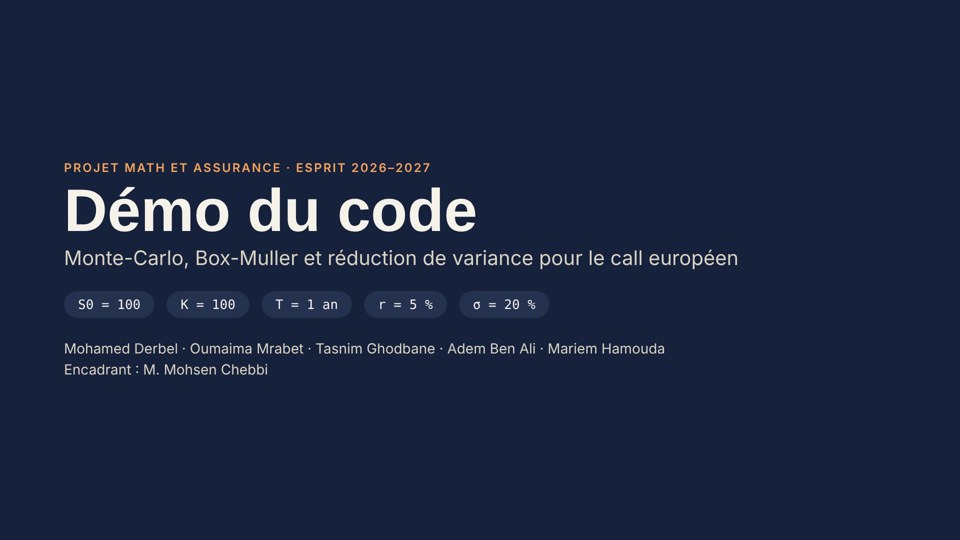 PROJET MATH ET ASSURANCE · ESPRIT 2026–2027
Démo du code
Monte-Carlo, Box-Muller et réduction de variance pour le call européen
S0 = 100 K = 100 T = 1 an r = 5 % σ = 20 %
Mohamed Derbel · Oumaima Mrabet · Tasnim Ghodbane · Adem Ben Ali · Mariem Hamouda
Encadrant : M. Mohsen Chebbi